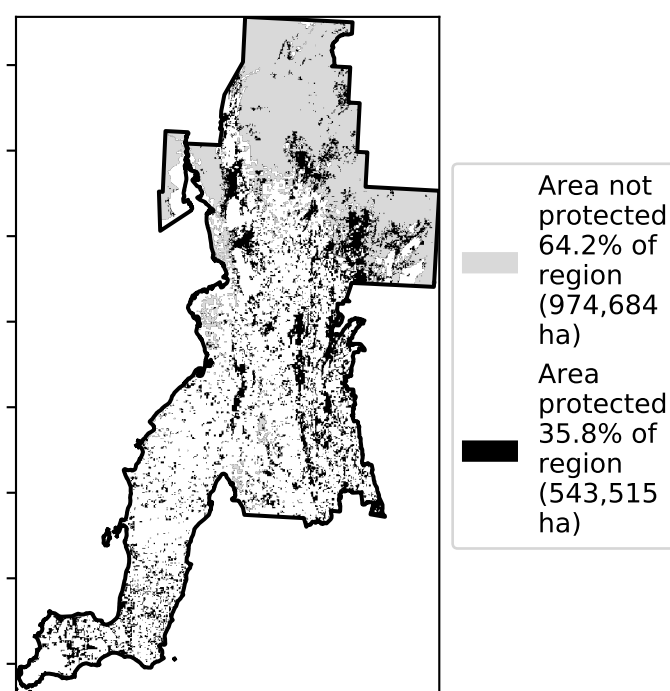 Area not
protected
64.2% of
region
(974,684
ha)
Area
protected
35.8% of
region
(543,515
ha)